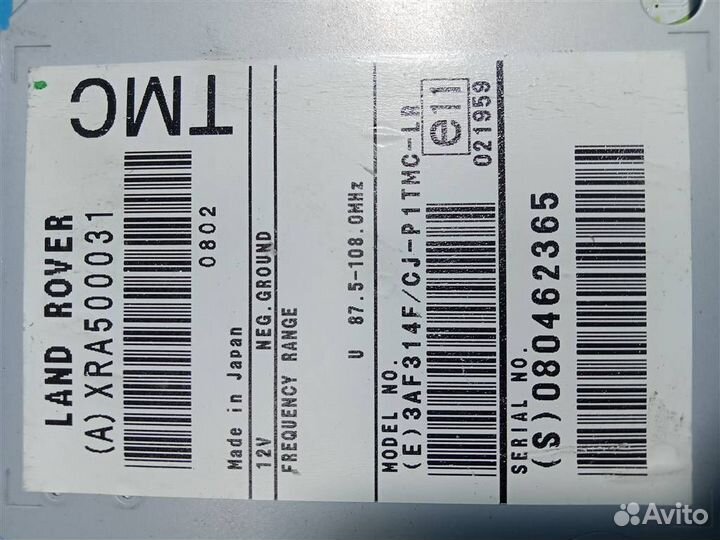 TMC
LAND ROVER
(A) XRA500031
0802
Made in Japan
12V NEG.GROUND
FREQUENCY RANGE
U 87.5-108.0MHz
MODEL NO.
(E)3AF314F/CJ-P1TMC-LR
e11
021959
SERIAL NO.
(S)080462365
Avito